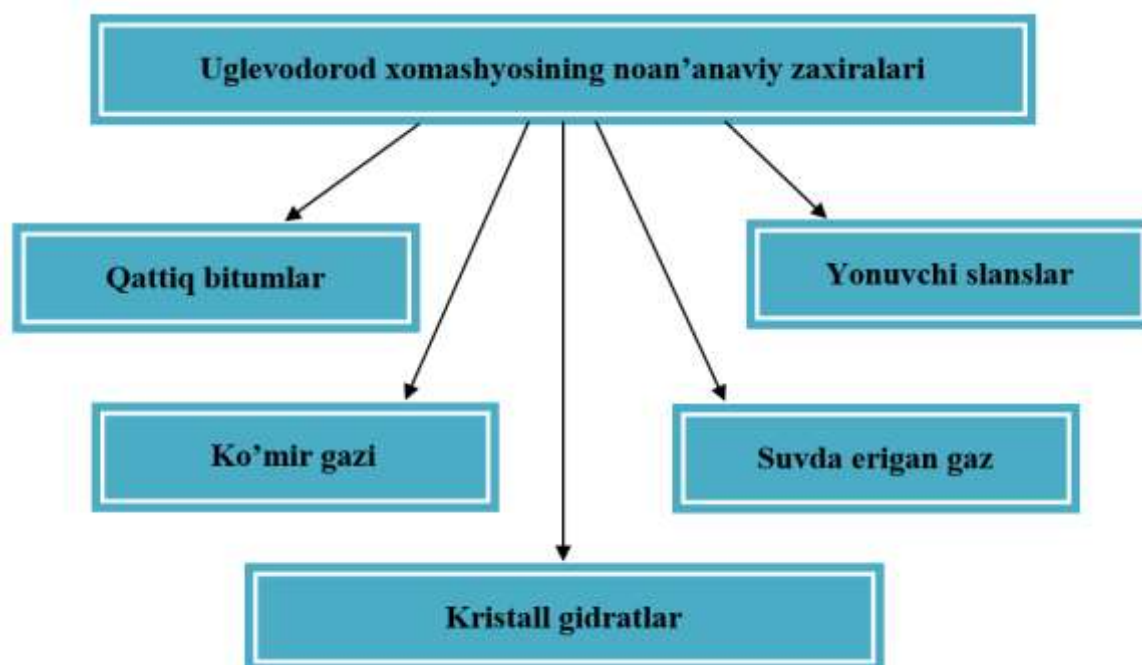 Uglevodorod xomashyosining noan’anaviy zaxiralari
Qattiq bitumlar
Yonuvchi slanslar
Ko’mir gazi
Suvda erigan gaz
Kristall gidratlar